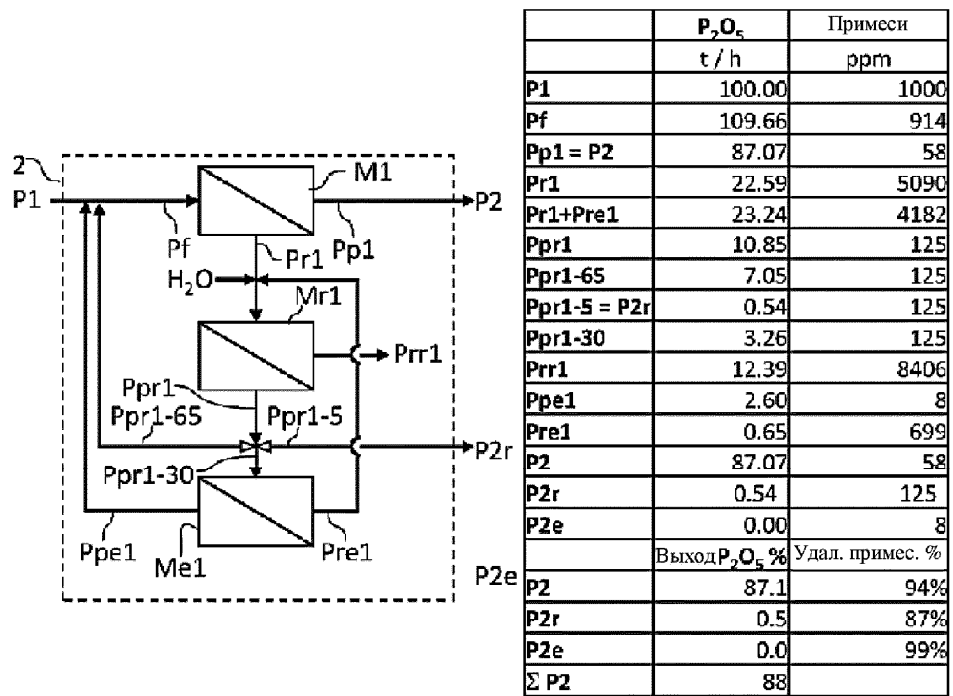 2
P1
M1
P2
Pf
Pp1
Pr1
H₂O
Mr1
Prr1
Ppr1
Ppr1-65
Ppr1-5
P2r
Ppr1-30
Ppe1
Me1
Pre1
P2e
P₂O₅ Примеси
t / h ppm
P1 100.00 1000
Pf 109.66 914
Pp1 = P2 87.07 58
Pr1 22.59 5090
Pr1+Pre1 23.24 4182
Ppr1 10.85 125
Ppr1-65 7.05 125
Ppr1-5 = P2r 0.54 125
Ppr1-30 3.26 125
Prr1 12.39 8406
Ppe1 2.60 8
Pre1 0.65 699
P2 87.07 58
P2r 0.54 125
P2e 0.00 8
Выход P₂O₅ % Удал. примес. %
P2 87.1 94%
P2r 0.5 87%
P2e 0.0 99%
Σ P2 88